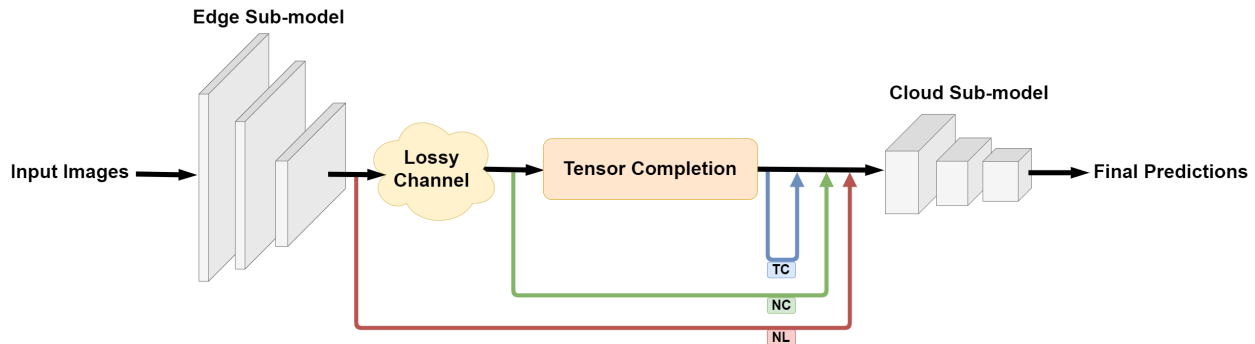 Edge Sub-model
Cloud Sub-model
Input Images
Lossy
Channel
Tensor Completion
Final Predictions
TC
NC
NL